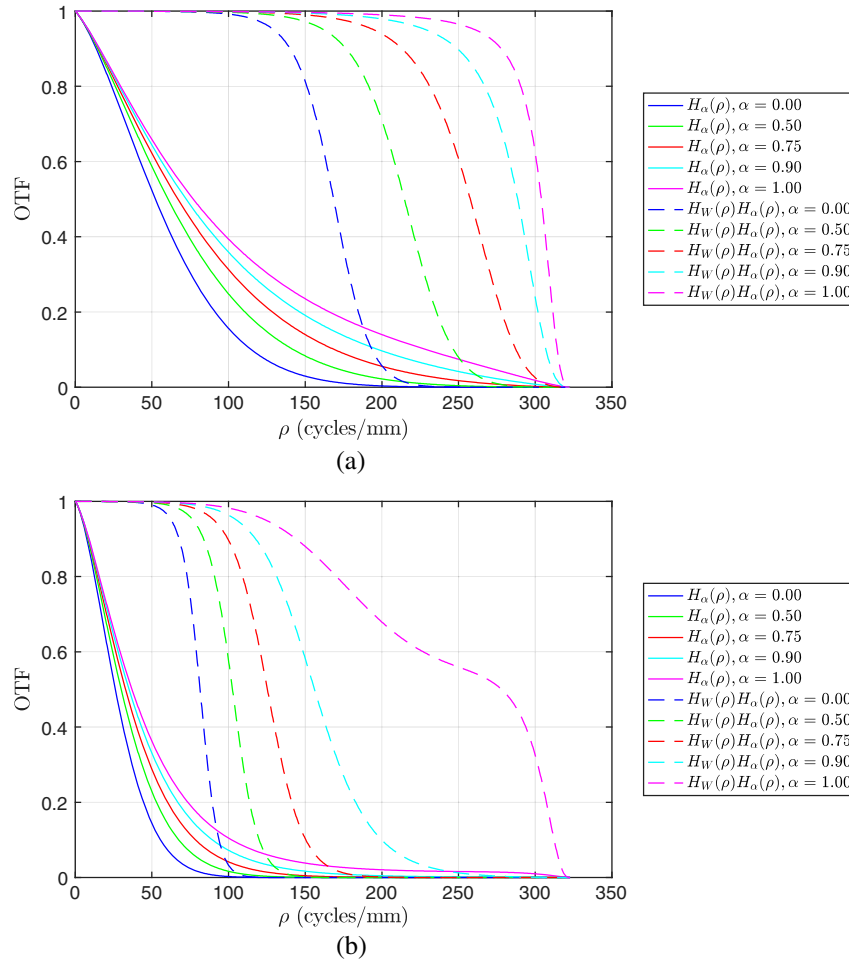 1
0.8
0.6
0.4
0.2
0
OTF
0 50 100 150 200 250 300 350
ρ (cycles/mm)
(a)
H_α(ρ), α = 0.00
H_α(ρ), α = 0.50
H_α(ρ), α = 0.75
H_α(ρ), α = 0.90
H_α(ρ), α = 1.00
H_W(ρ)H_α(ρ), α = 0.00
H_W(ρ)H_α(ρ), α = 0.50
H_W(ρ)H_α(ρ), α = 0.75
H_W(ρ)H_α(ρ), α = 0.90
H_W(ρ)H_α(ρ), α = 1.00
1
0.8
0.6
0.4
0.2
0
OTF
0 50 100 150 200 250 300 350
ρ (cycles/mm)
(b)
H_α(ρ), α = 0.00
H_α(ρ), α = 0.50
H_α(ρ), α = 0.75
H_α(ρ), α = 0.90
H_α(ρ), α = 1.00
H_W(ρ)H_α(ρ), α = 0.00
H_W(ρ)H_α(ρ), α = 0.50
H_W(ρ)H_α(ρ), α = 0.75
H_W(ρ)H_α(ρ), α = 0.90
H_W(ρ)H_α(ρ), α = 1.00